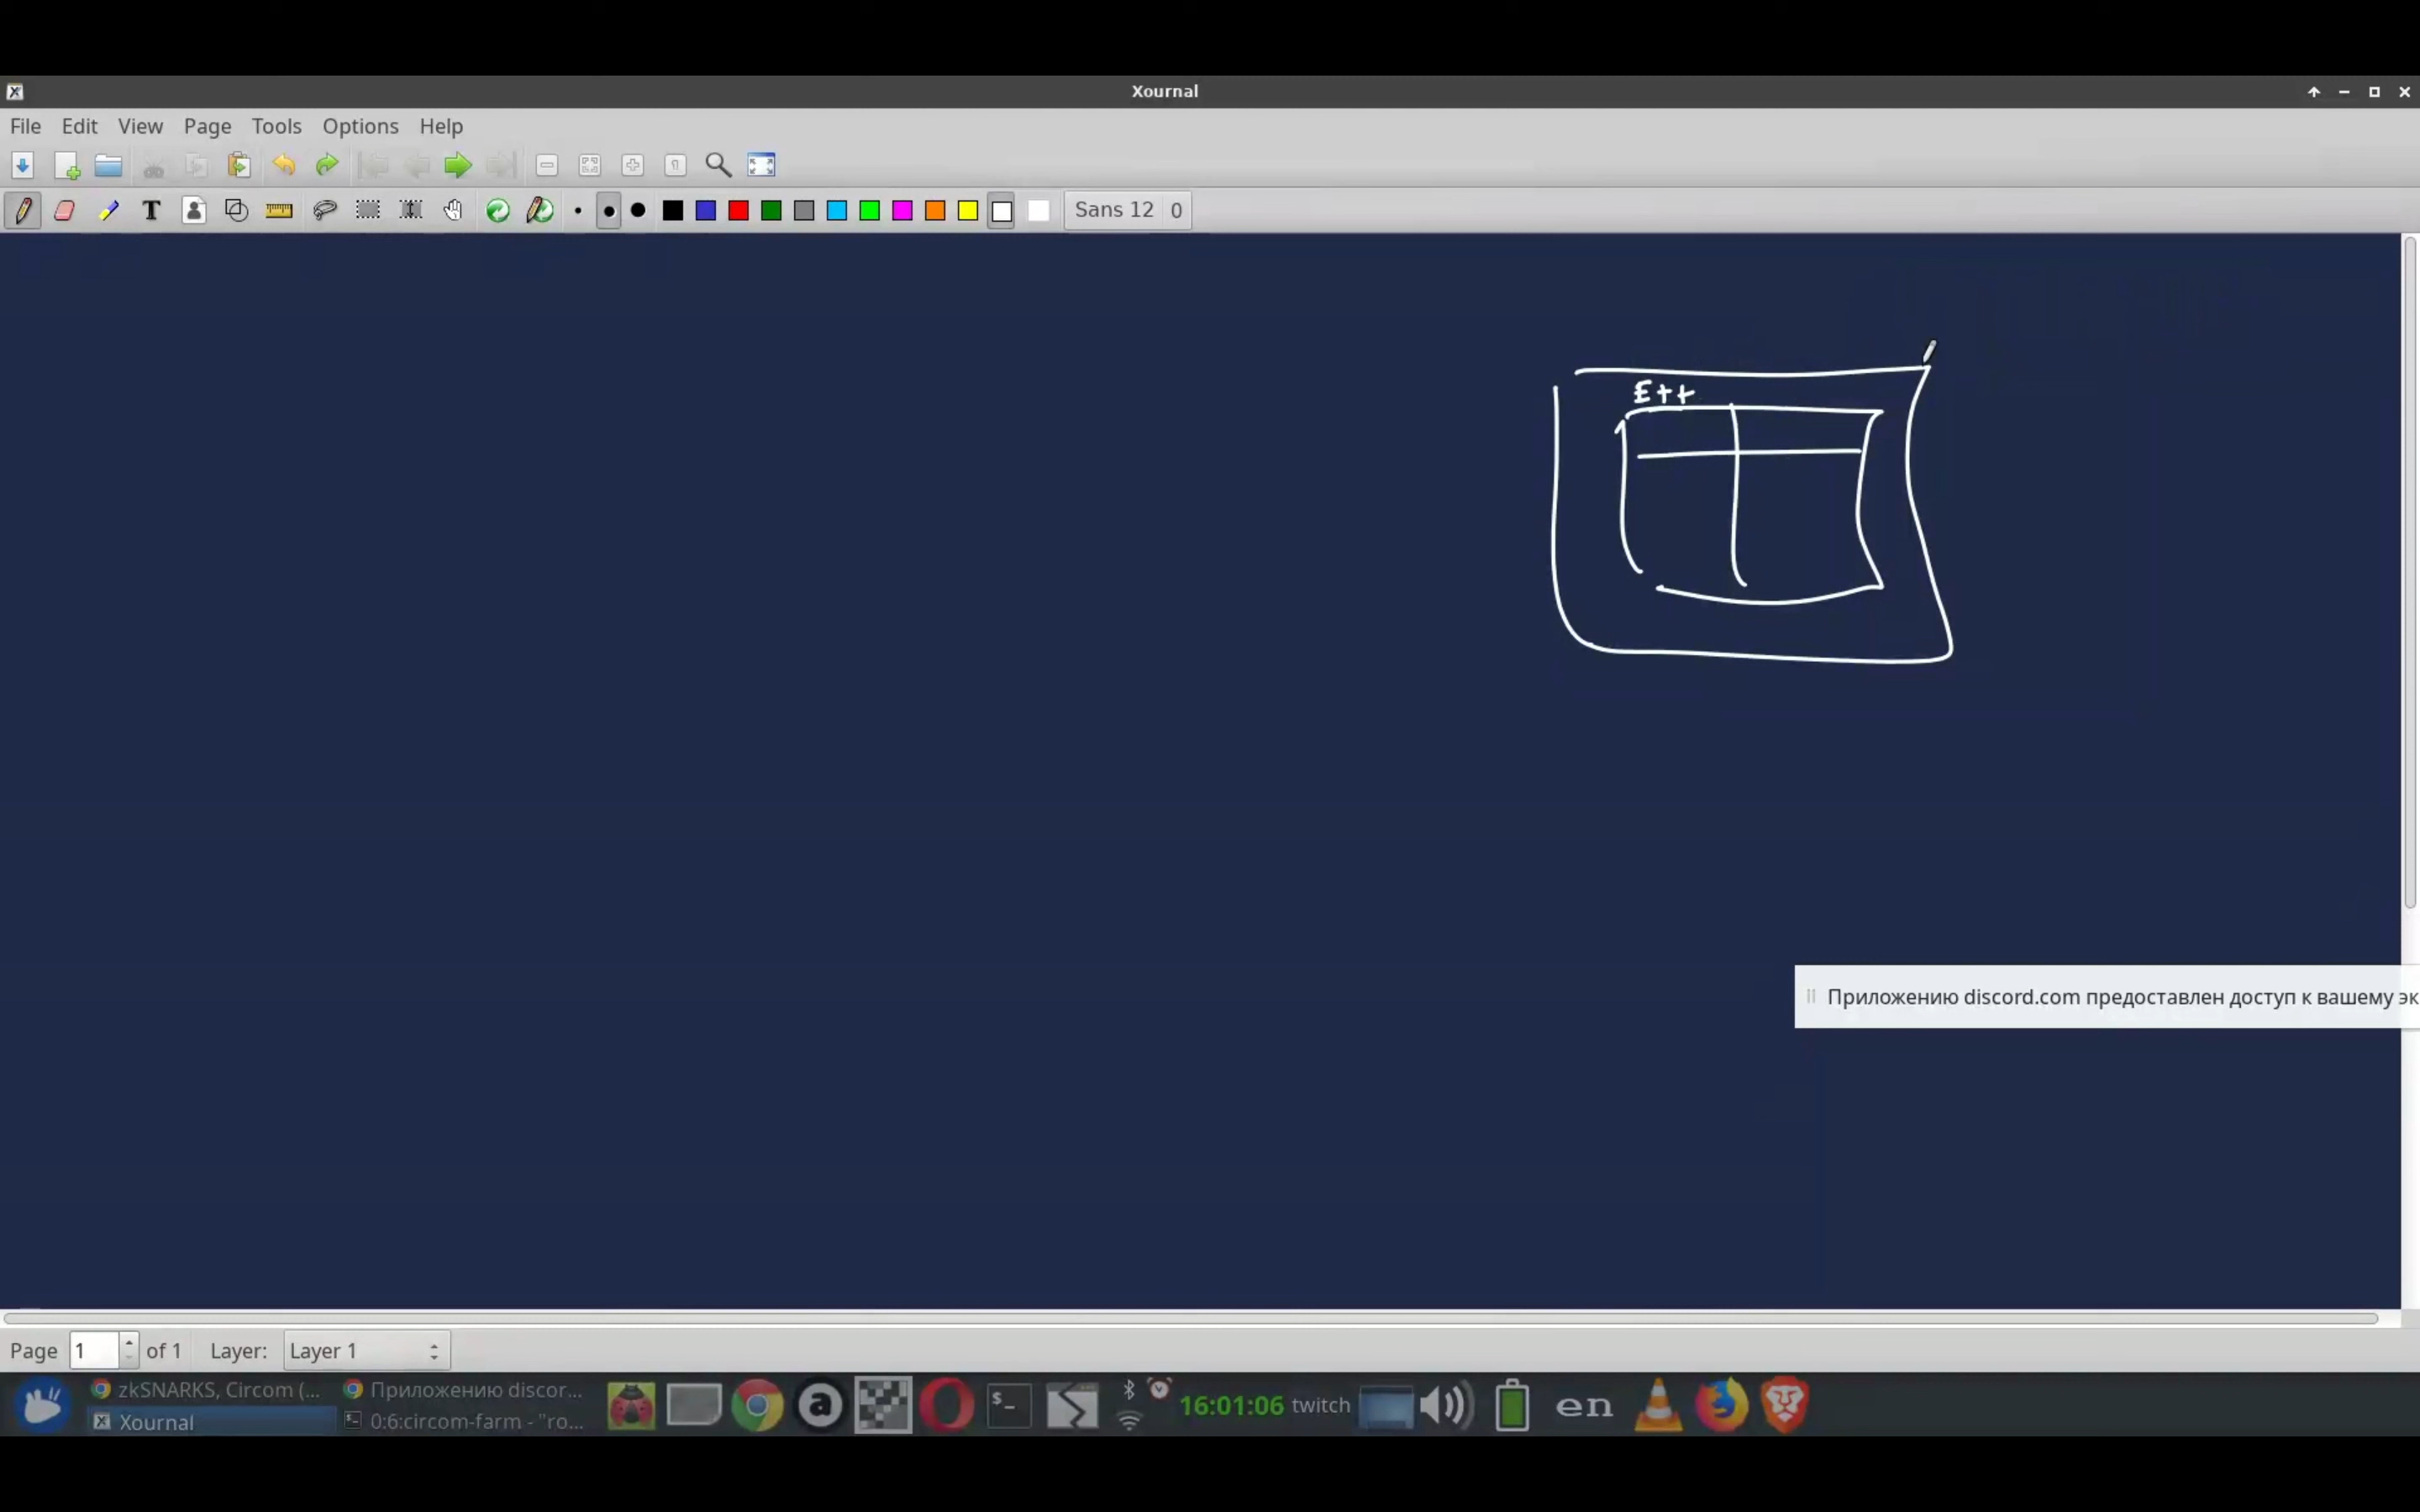 Xournal
File Edit View Page Tools Options Help
Sans 12 0
E++
Приложению discord.com предоставлен доступ к вашему эк
Page 1 of 1 Layer: Layer 1
zkSNARKS, Circom (... Приложению discor...
Xournal 0:6:circom-farm - "ro...
16:01:06 twitch en